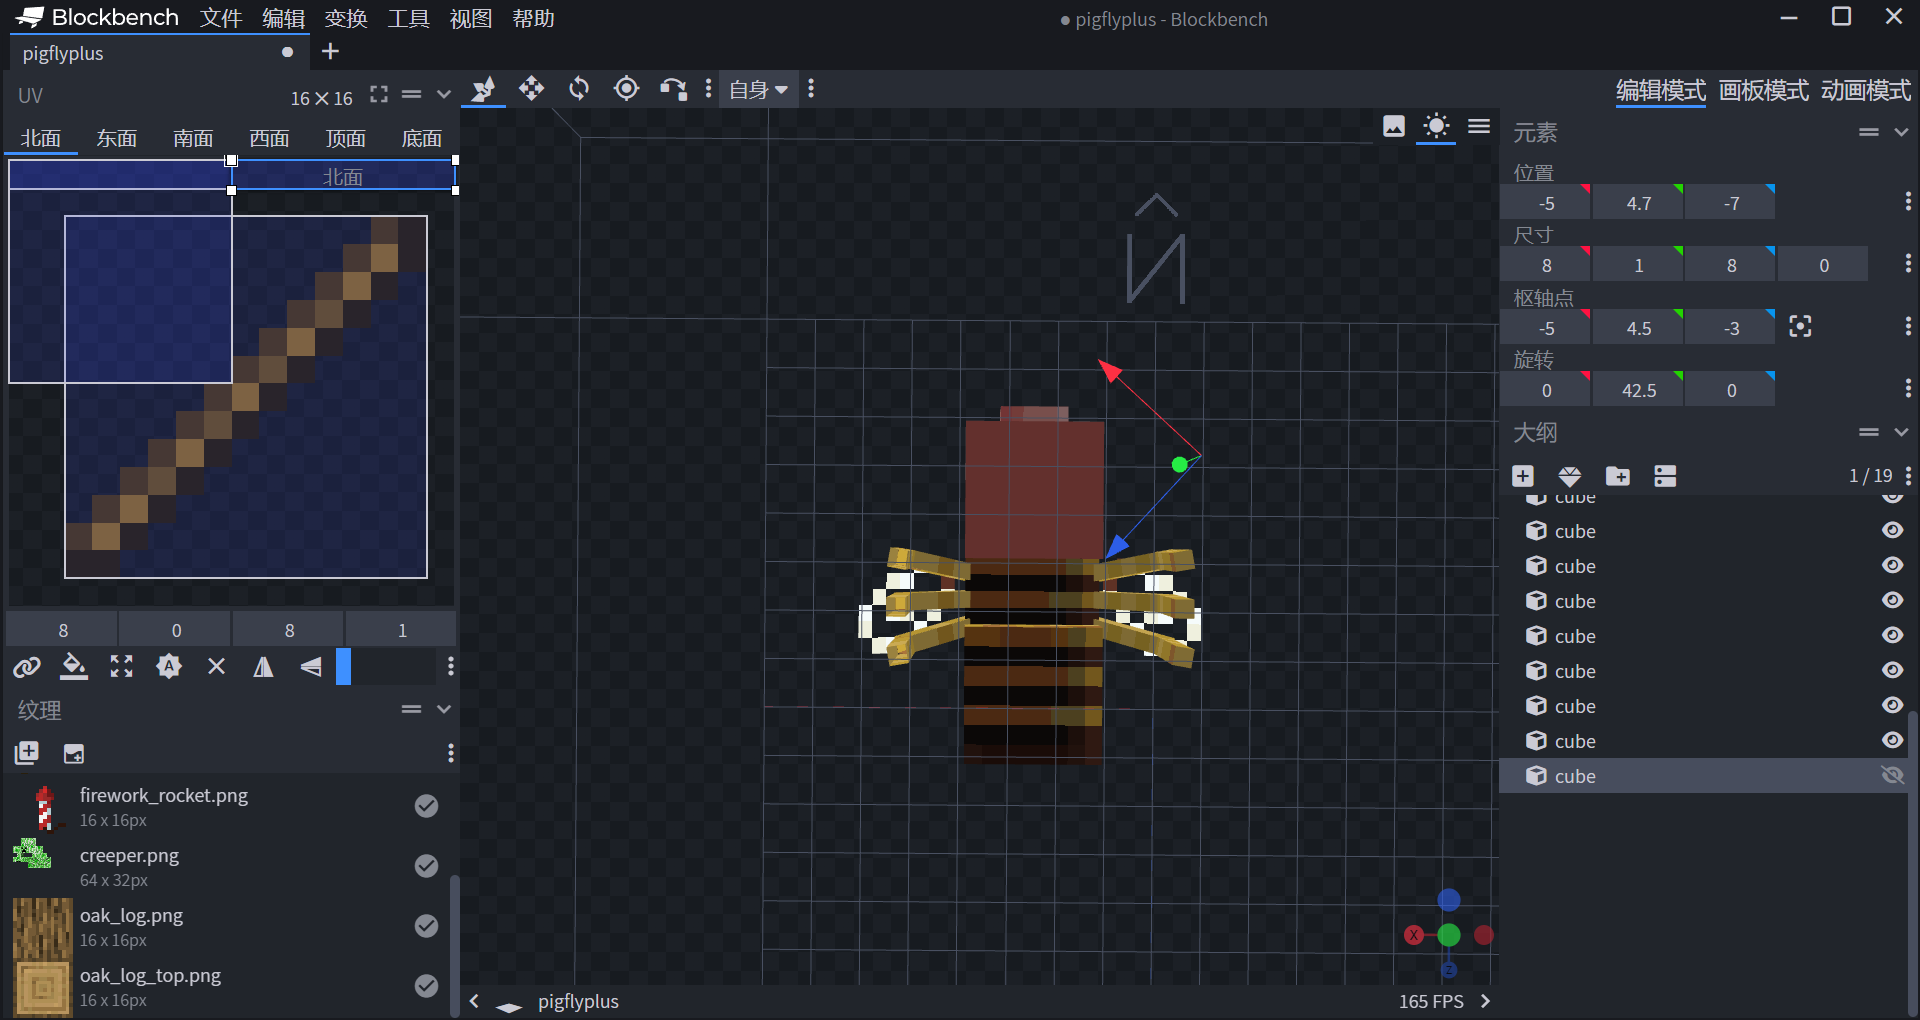 Blockbench 文件 编辑 变换 工具 视图 帮助
pigflyplus - Blockbench
pigflyplus
UV
16 × 16
自身
编辑模式 画板模式 动画模式
北面 东面 南面 西面 顶面 底面
北面
8 0 8 1
纹理
firework_rocket.png
16 x 16px
creeper.png
64 x 32px
oak_log.png
16 x 16px
oak_log_top.png
16 x 16px
N
X
Z
pigflyplus
165 FPS
元素
位置
-5 4.7 -7
尺寸
8 1 8 0
枢轴点
-5 4.5 -3
旋转
0 42.5 0
大纲
1 / 19
cube
cube
cube
cube
cube
cube
cube
cube
cube